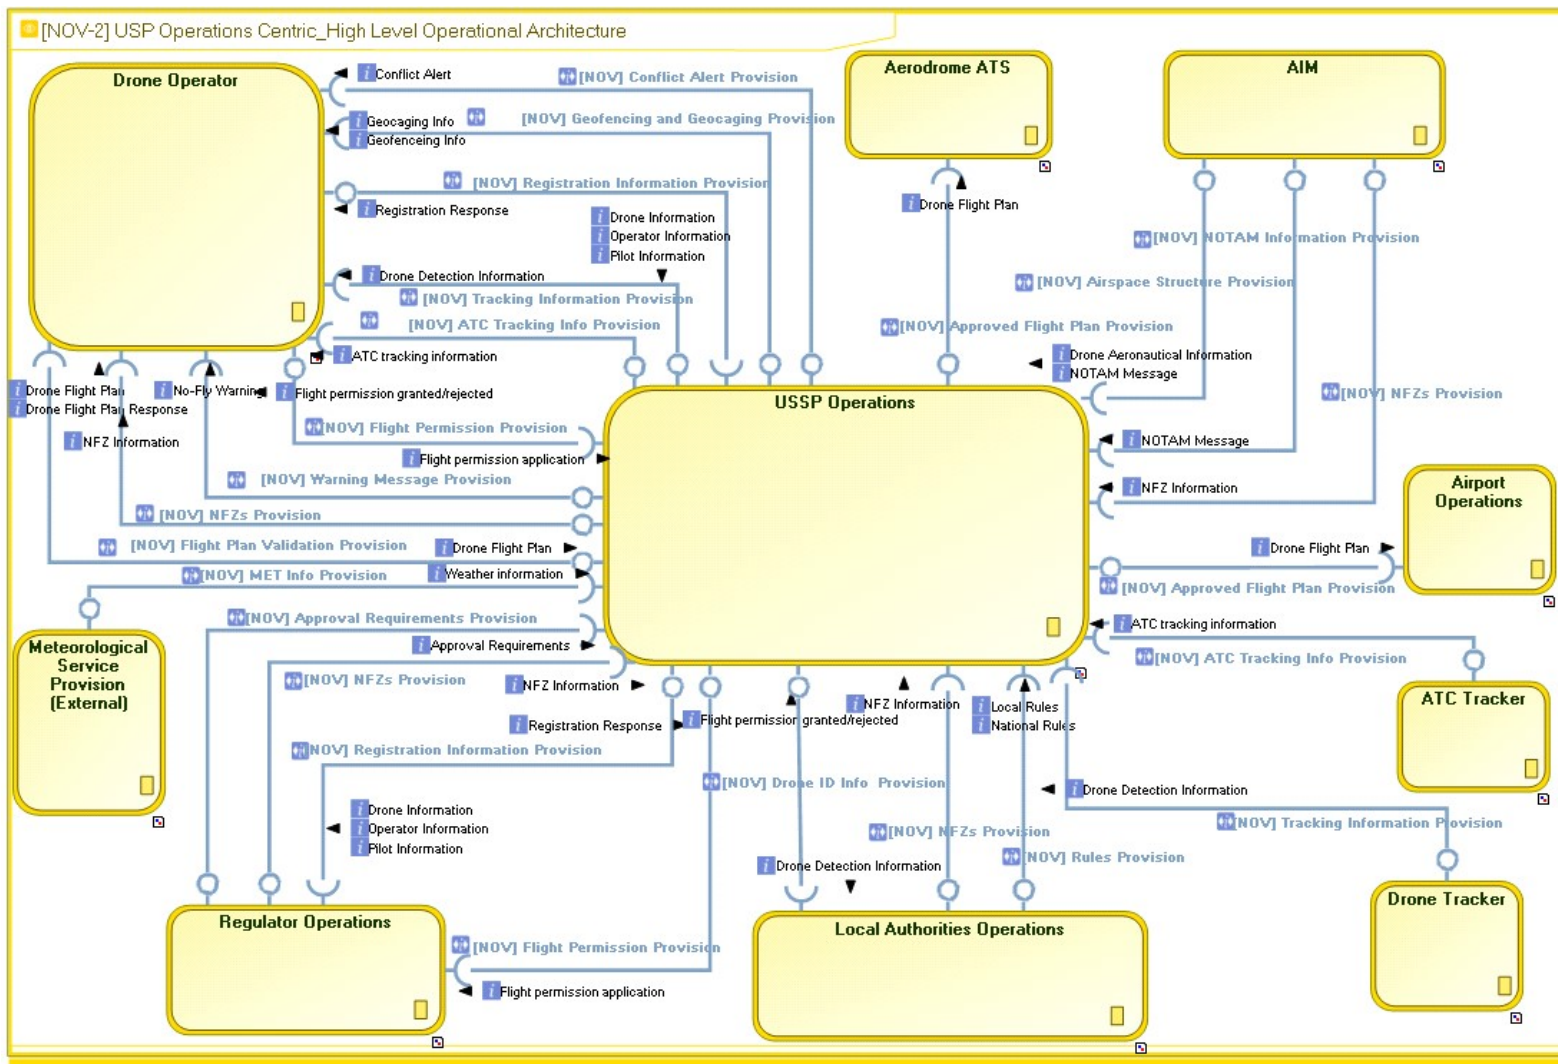 [NOV-2] USP Operations Centric_High Level Operational Architecture
Drone Operator
Conflict Alert
[NOV] Conflict Alert Provision
Geocaging Info
Geofenceing Info
[NOV] Geofencing and Geocaging Provision
[NOV] Registration Information Provision
Registration Response
Drone Information
Operator Information
Pilot Information
Drone Detection Information
[NOV] Tracking Information Provision
[NOV] ATC Tracking Info Provision
ATC tracking information
Aerodrome ATS
Drone Flight Plan
[NOV] Approved Flight Plan Provision
AIM
[NOV] NOTAM Information Provision
[NOV] Airspace Structure Provision
Drone Aeronautical Information
NOTAM Message
[NOV] NFZs Provision
NOTAM Message
NFZ Information
Drone Flight Plan
Drone Flight Plan Response
No-Fly Warning
Flight permission granted/rejected
NFZ Information
[NOV] Flight Permission Provision
Flight permission application
[NOV] Warning Message Provision
[NOV] NFZs Provision
[NOV] Flight Plan Validation Provision
Drone Flight Plan
[NOV] MET Info Provision
Weather information
USSP Operations
Airport
Operations
Drone Flight Plan
[NOV] Approved Flight Plan Provision
[NOV] Approval Requirements Provision
Approval Requirements
Meteorological
Service
Provision
(External)
[NOV] NFZs Provision
NFZ Information
Registration Response
[NOV] Registration Information Provision
Flight permission granted/rejected
NFZ Information
Local Rules
National Rules
ATC tracking information
[NOV] ATC Tracking Info Provision
ATC Tracker
[NOV] Drone ID Info  Provision
Drone Detection Information
[NOV] Tracking Information Provision
Drone Information
Operator Information
Pilot Information
[NOV] NFZs Provision
[NOV] Rules Provision
Drone Detection Information
Drone Tracker
Regulator Operations
[NOV] Flight Permission Provision
Flight permission application
Local Authorities Operations